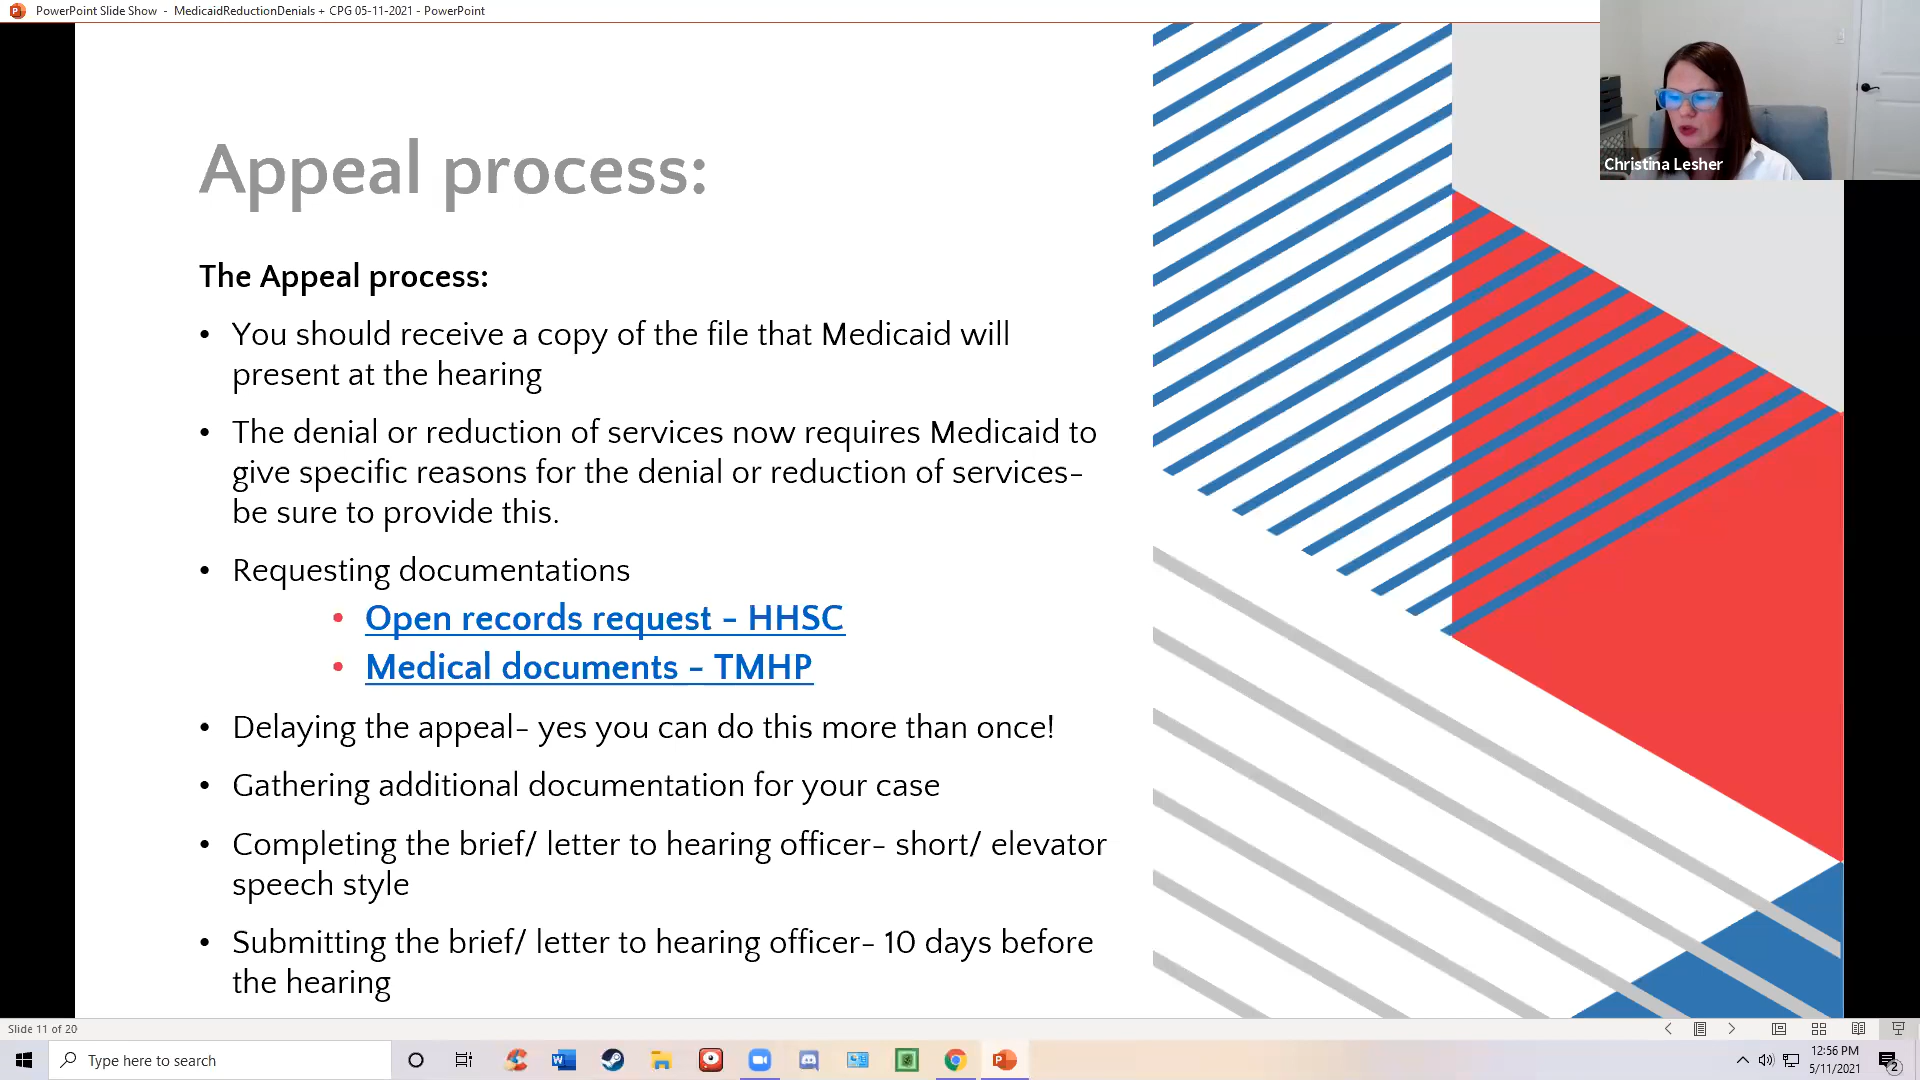 PowerPoint Slide Show - MedicaidReductionDenials + CPG 05-11-2021 - PowerPoint
Christina Lesher
Appeal process:
The Appeal process:
• You should receive a copy of the file that Medicaid will
present at the hearing
• The denial or reduction of services now requires Medicaid to
give specific reasons for the denial or reduction of services-
be sure to provide this.
• Requesting documentations
• Open records request - HHSC
• Medical documents - TMHP
• Delaying the appeal- yes you can do this more than once!
• Gathering additional documentation for your case
• Completing the brief/ letter to hearing officer- short/ elevator
speech style
• Submitting the brief/ letter to hearing officer- 10 days before
the hearing
Slide 11 of 20
Type here to search
12:56 PM
5/11/2021
2